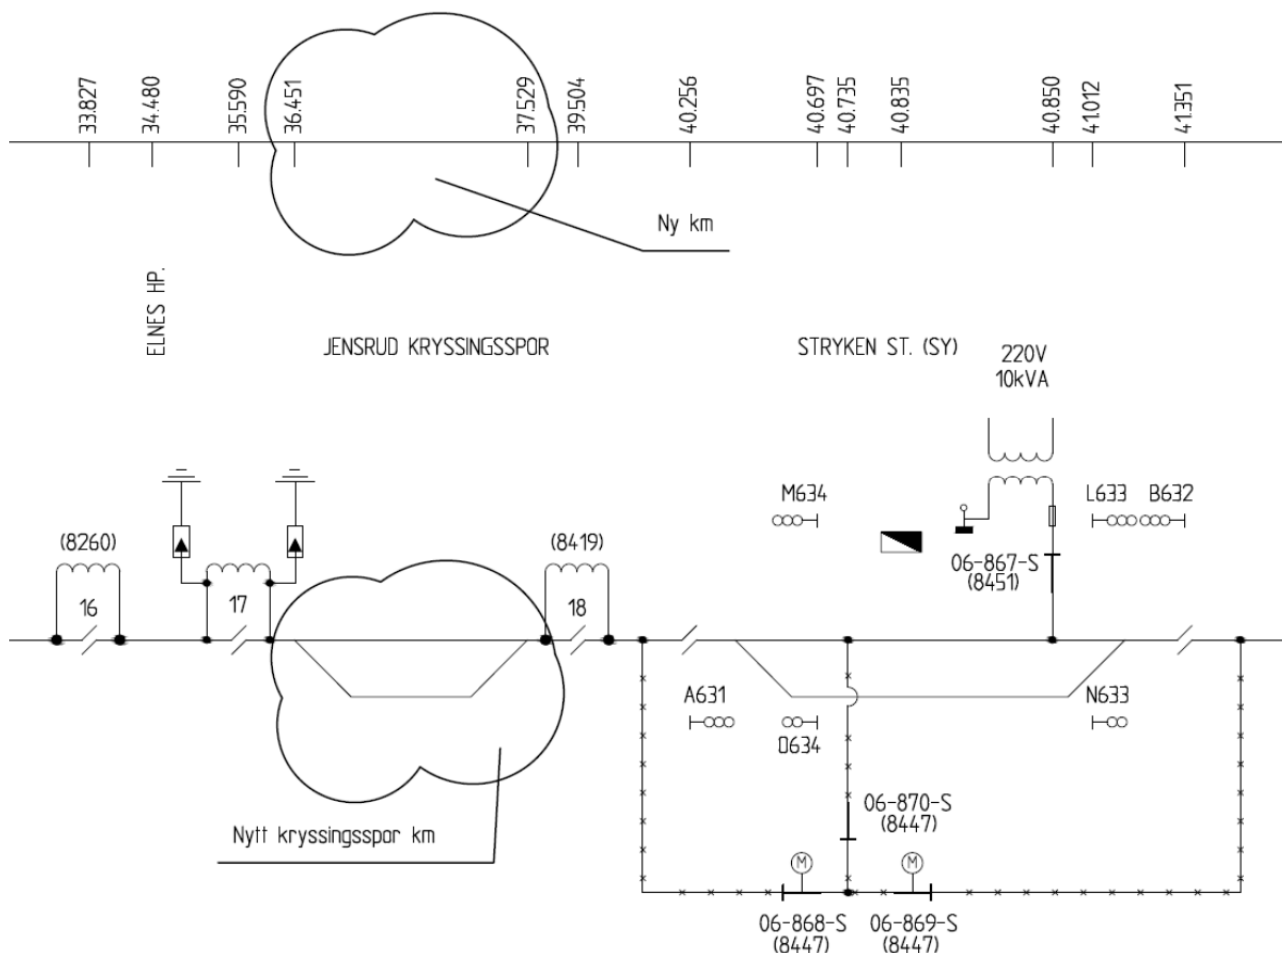 33.827
34.480
35.590
36.451
37.529
39.504
40.256
40.697
40.735
40.835
40.850
41.012
41.351
Ny km
ELNES HP.
JENSRUD KRYSSINGSSPOR
STRYKEN ST. (SY)
220V
10kVA
M634
L633
B632
(8260)
(8419)
06-867-S
(8451)
16
17
18
A631
O634
N633
06-870-S
(8447)
Nytt kryssingsspor km
M
M
06-868-S
(8447)
06-869-S
(8447)